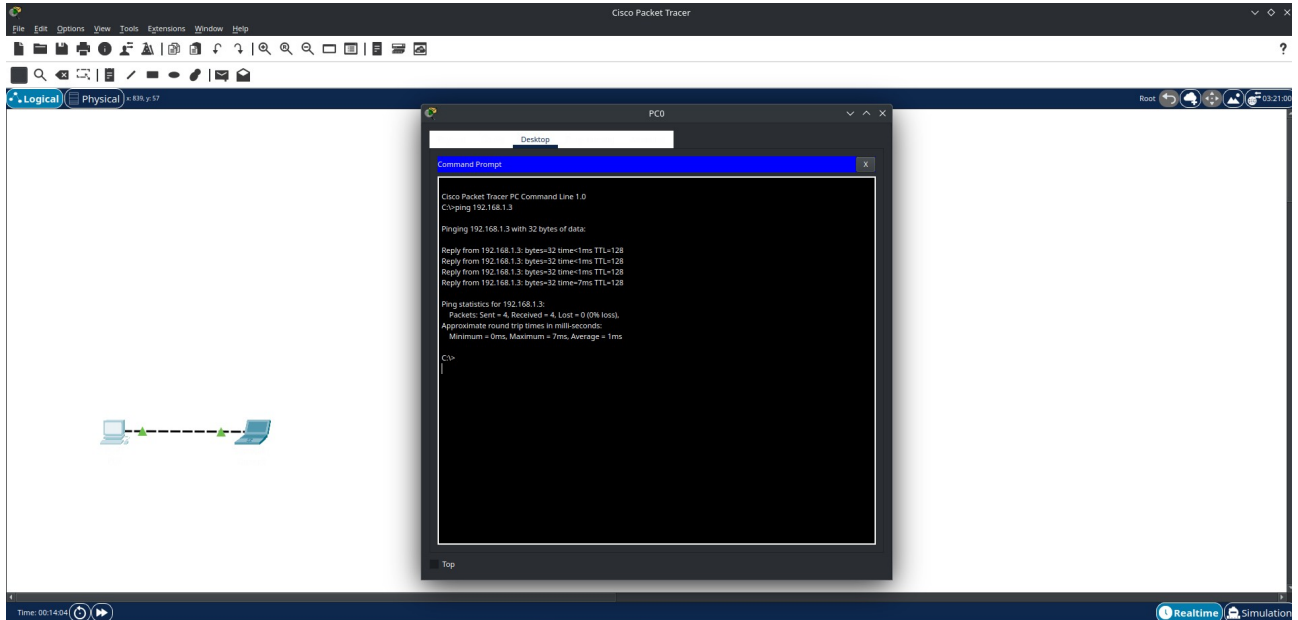 Cisco Packet Tracer
File Edit Options View Tools Extensions Window Help
?
Logical Physical x: 839, y: 57 Root 03:21:00
PC0
Desktop
Command Prompt X
Cisco Packet Tracer PC Command Line 1.0
C:\>ping 192.168.1.3
Pinging 192.168.1.3 with 32 bytes of data:
Reply from 192.168.1.3: bytes=32 time<1ms TTL=128
Reply from 192.168.1.3: bytes=32 time<1ms TTL=128
Reply from 192.168.1.3: bytes=32 time<1ms TTL=128
Reply from 192.168.1.3: bytes=32 time=7ms TTL=128
Ping statistics for 192.168.1.3:
Packets: Sent = 4, Received = 4, Lost = 0 (0% loss),
Approximate round trip times in milli-seconds:
Minimum = 0ms, Maximum = 7ms, Average = 1ms
C:\>
Top
Time: 00:14:04 Realtime Simulation